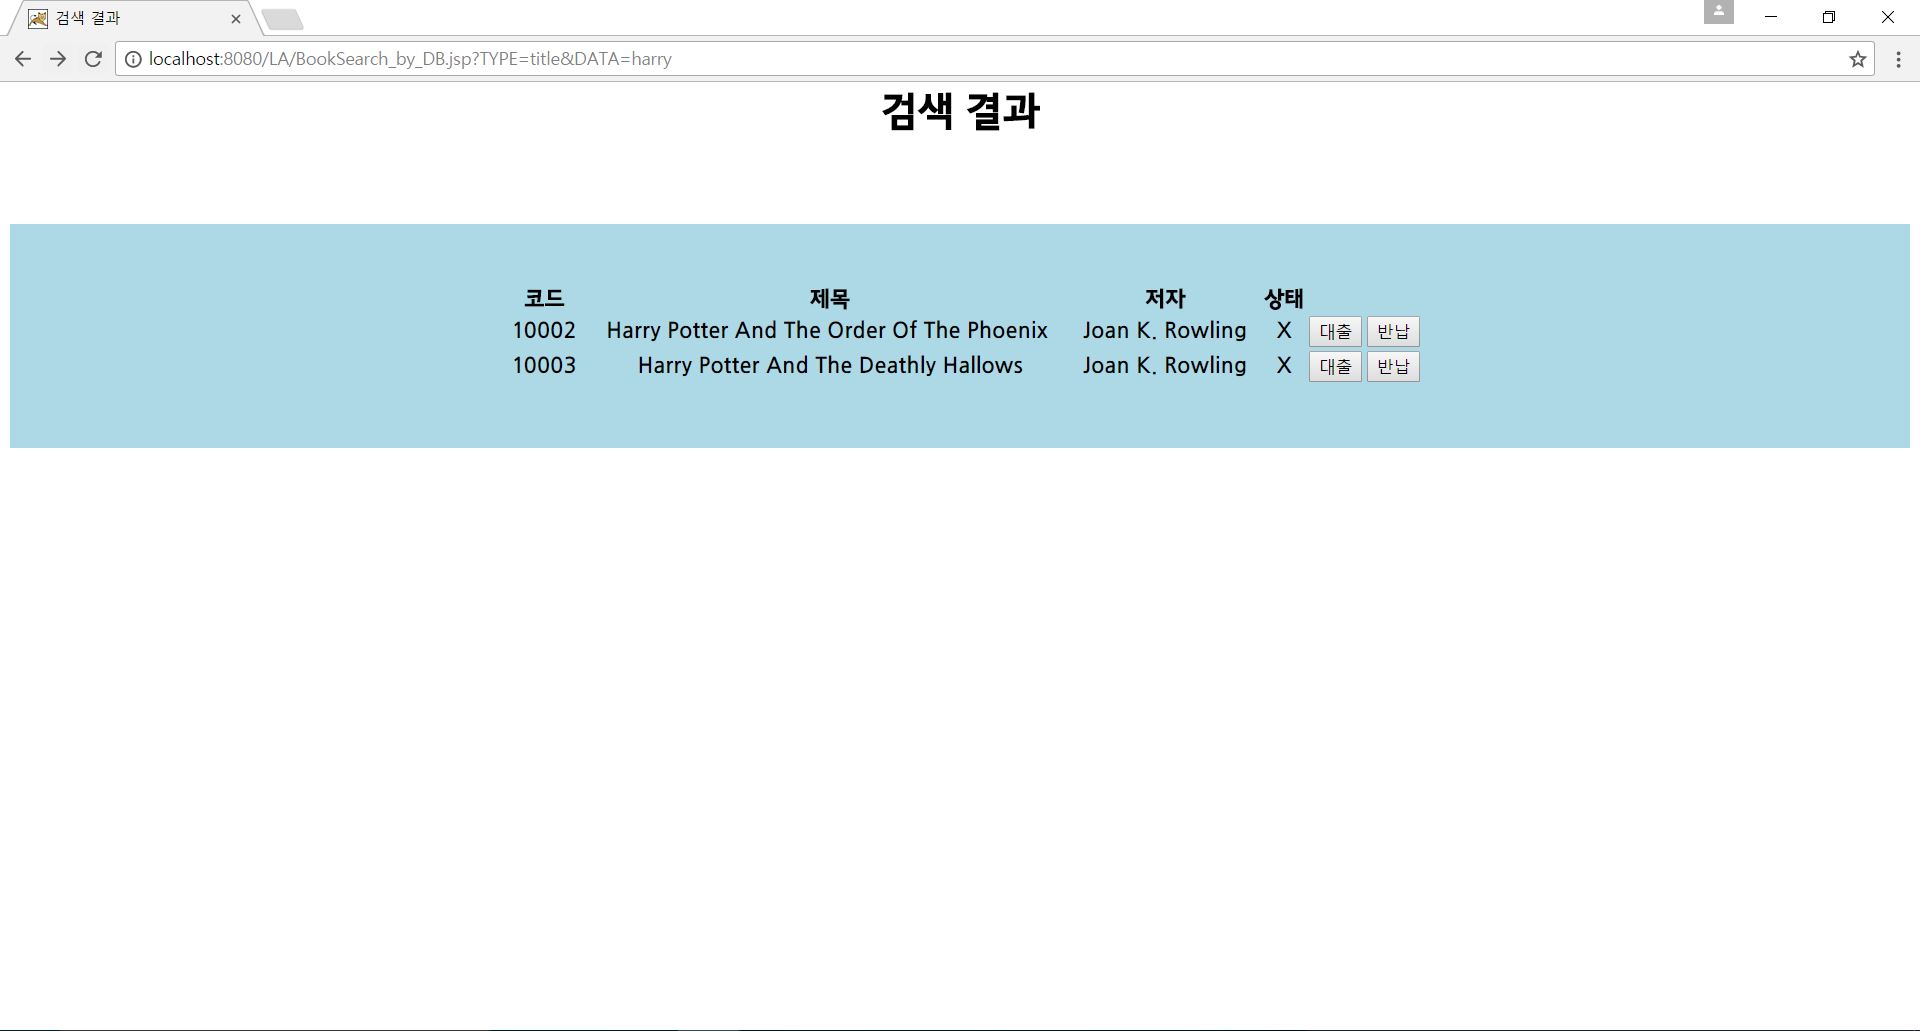 검색 결과
localhost:8080/LA/BookSearch_by_DB.jsp?TYPE=title&DATA=harry
검색 결과
코드 제목 저자 상태
10002 Harry Potter And The Order Of The Phoenix Joan K. Rowling X 대출 반납
10003 Harry Potter And The Deathly Hallows Joan K. Rowling X 대출 반납